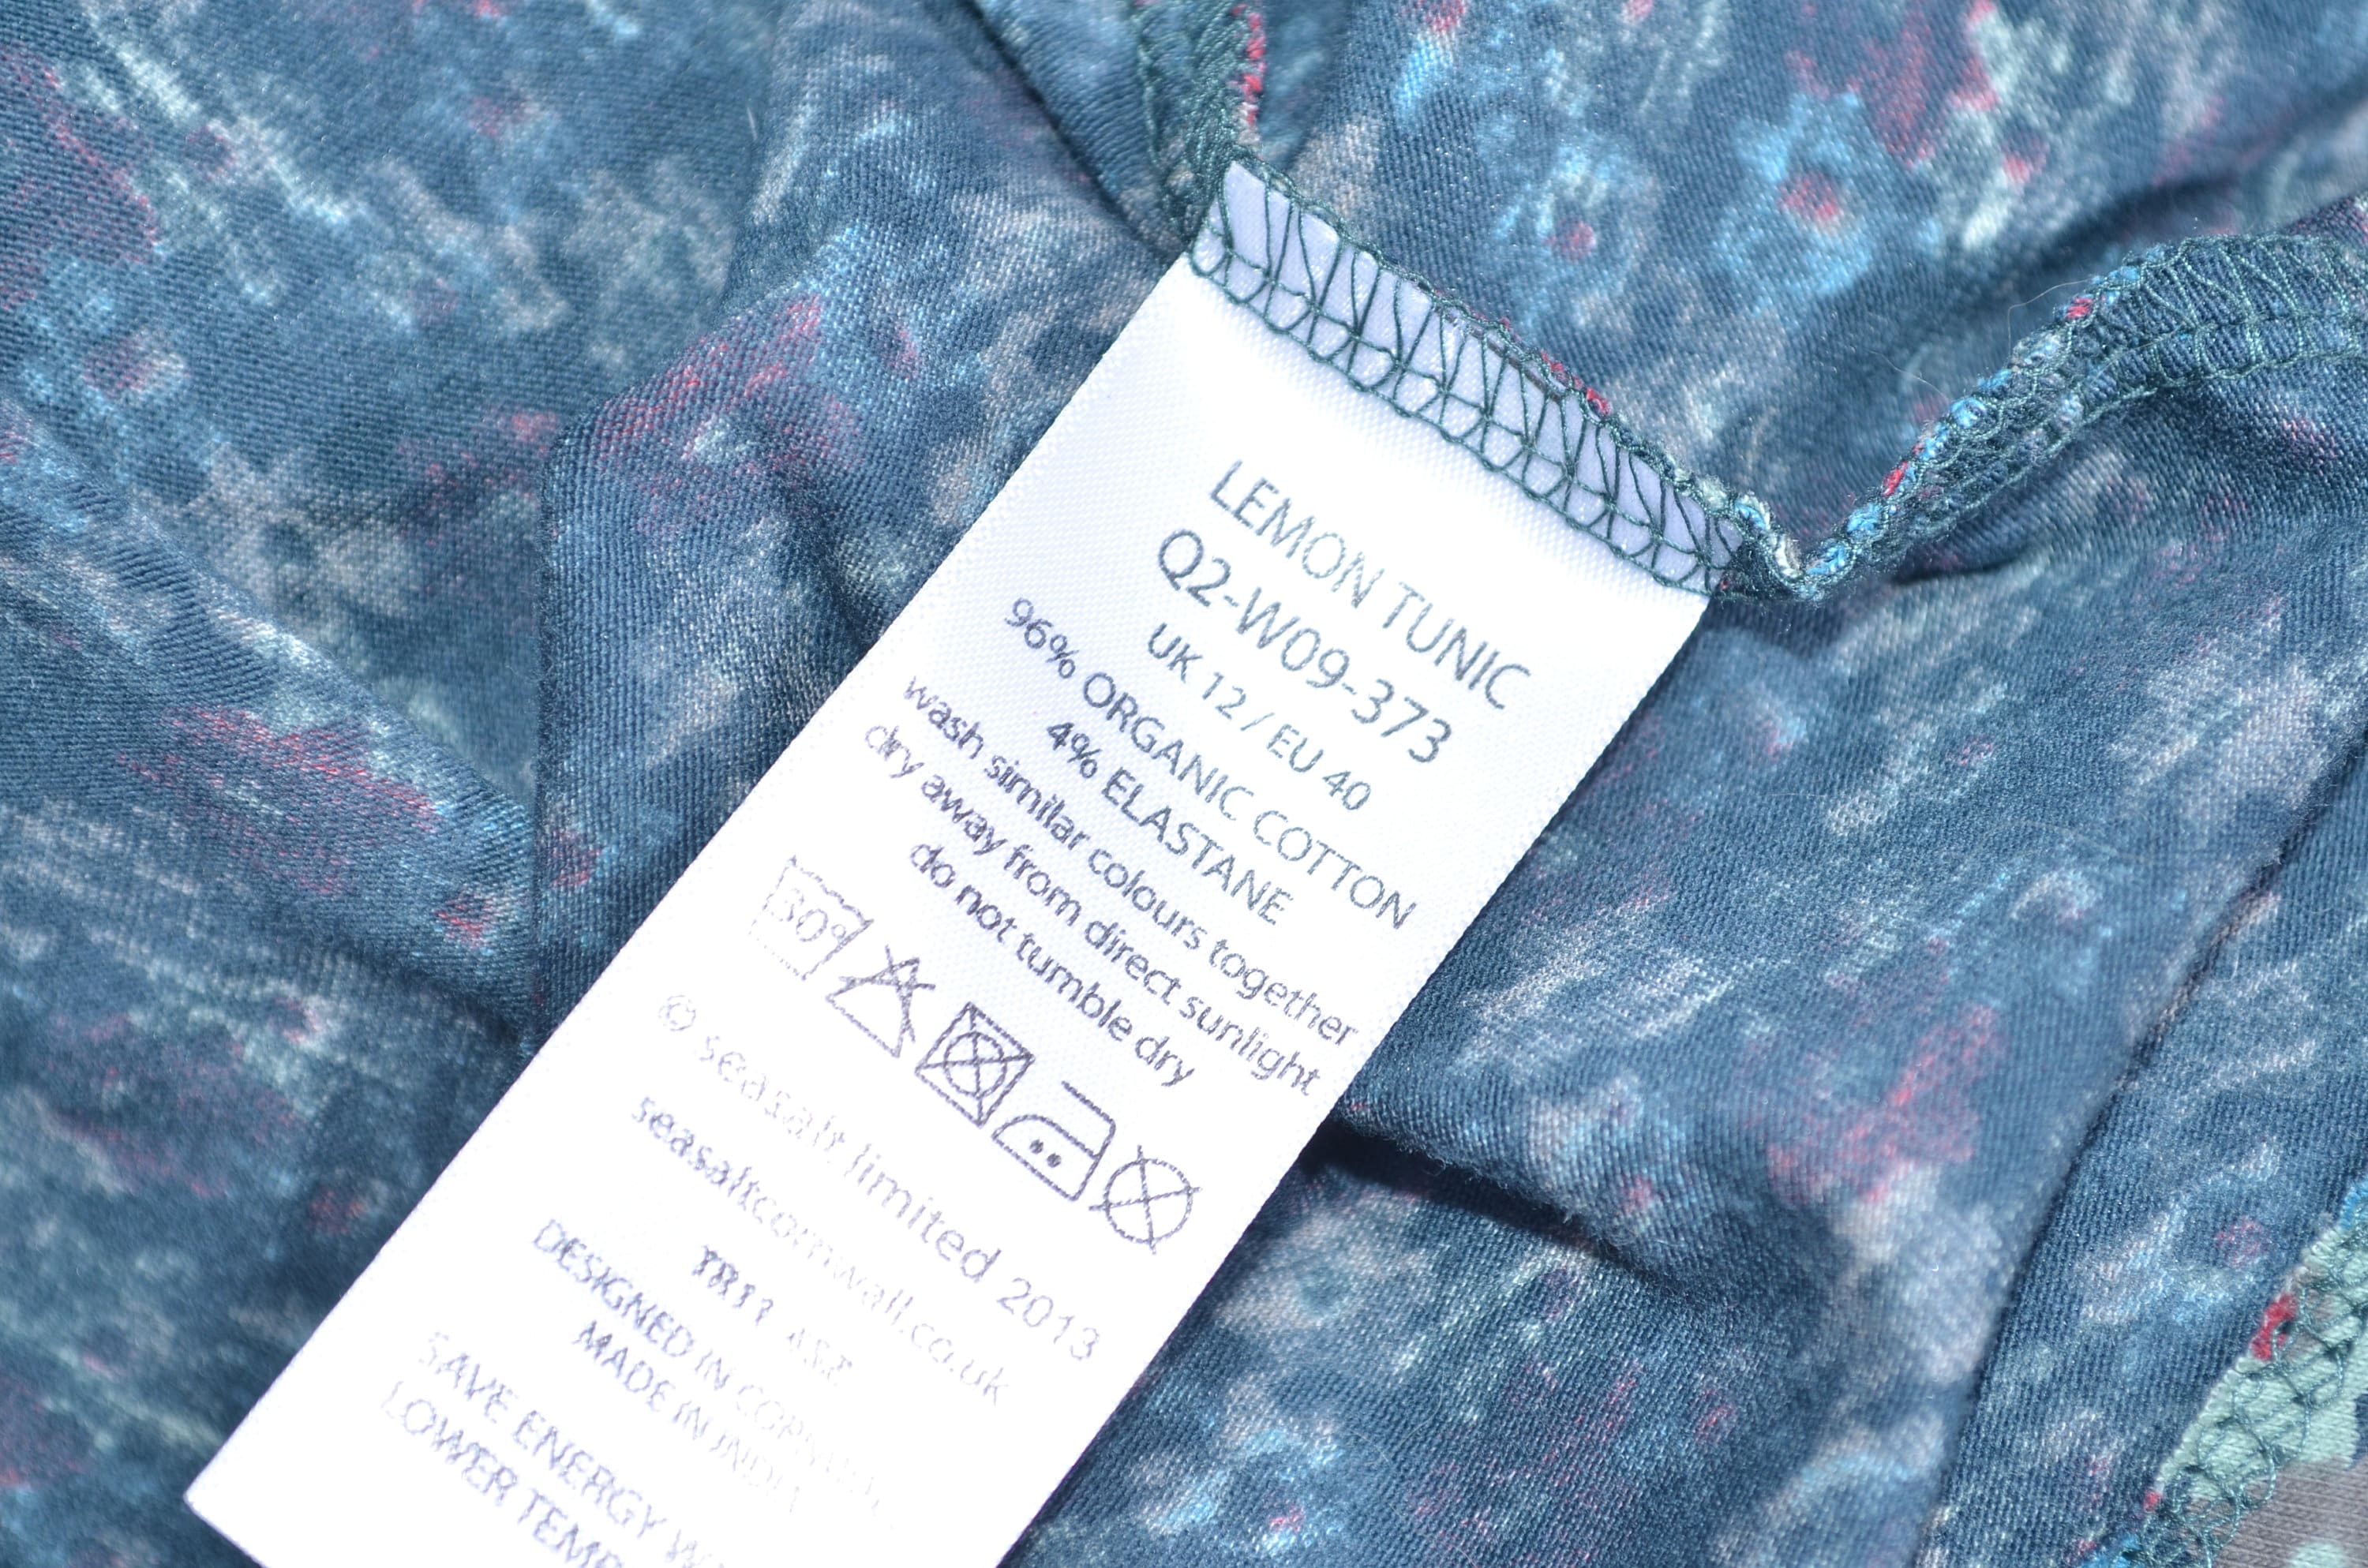 LEMON TUNIC
Q2-W09-373
UK 12 / EU 40
96% ORGANIC COTTON
4% ELASTANE
wash similar colours together
dry away from direct sunlight
do not tumble dry
30°
© seasalt limited 2013
seasaltcornwall.co.uk
TR11
DESIGNED IN CORNWALL
MADE IN INDIA
SAVE ENERGY
LOWER